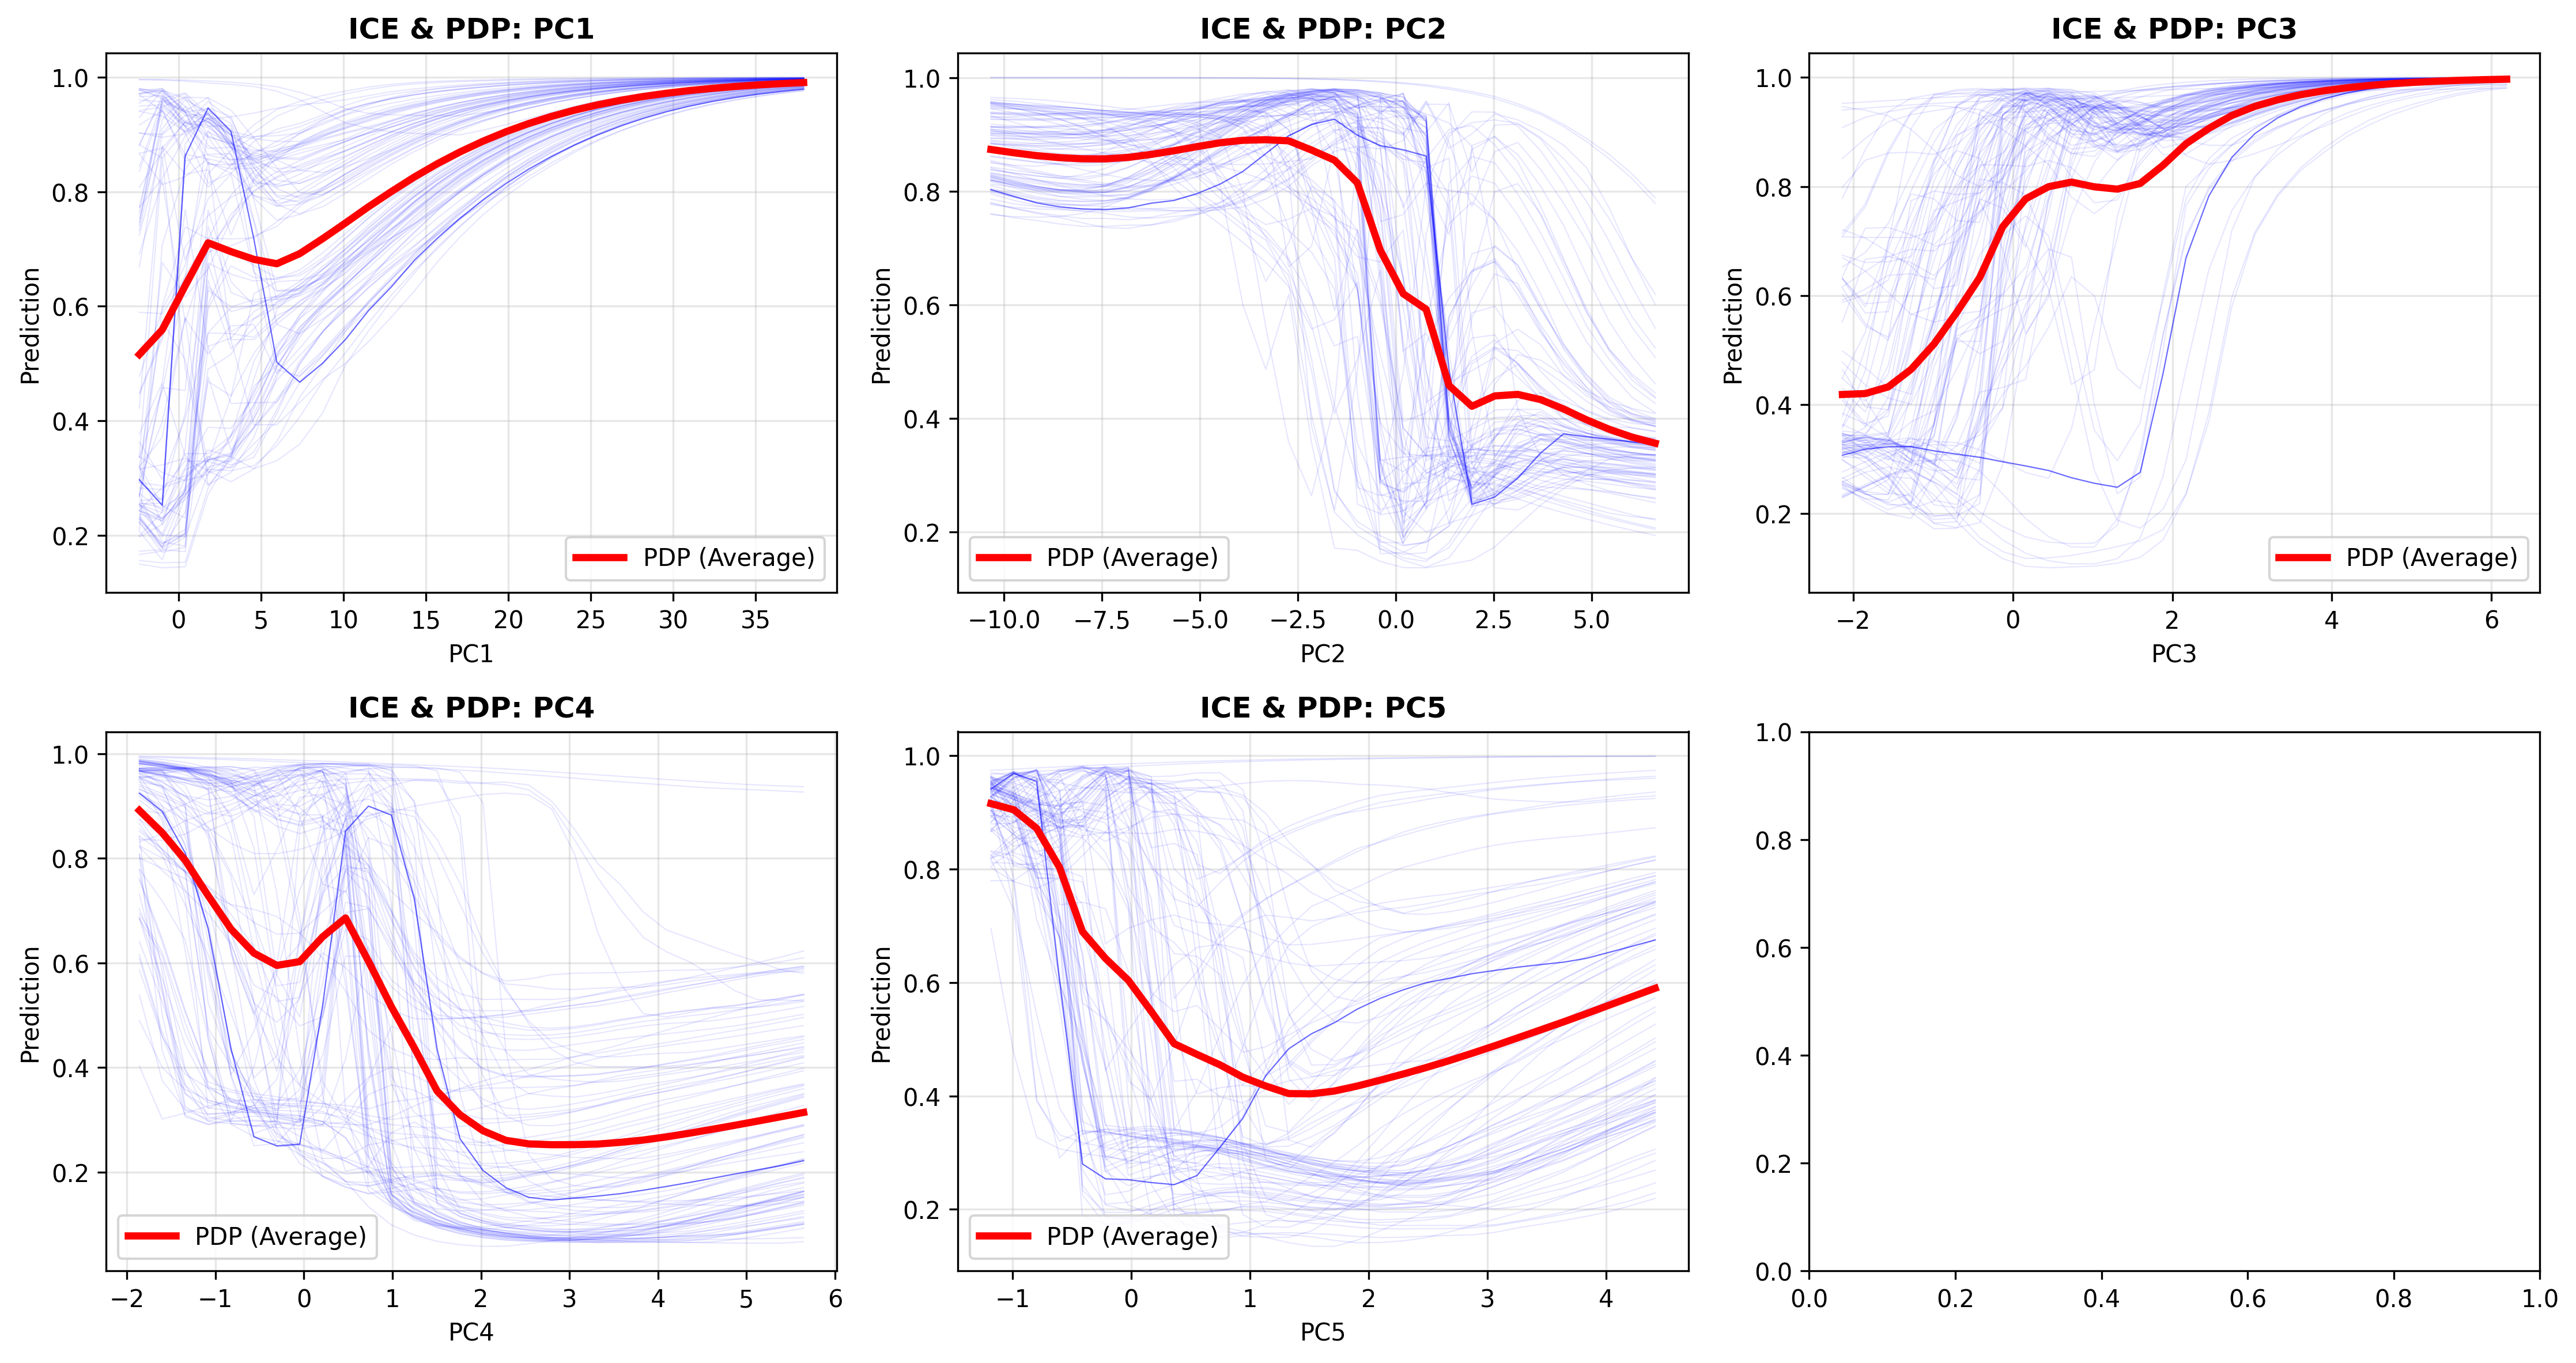 ICE & PDP: PC1
1.0
0.8
0.6
0.4
0.2
Prediction
PDP (Average)
0 5 10 15 20 25 30 35
PC1
ICE & PDP: PC2
1.0
0.8
0.6
0.4
0.2
Prediction
PDP (Average)
−10.0 −7.5 −5.0 −2.5 0.0 2.5 5.0
PC2
ICE & PDP: PC3
1.0
0.8
0.6
0.4
0.2
Prediction
PDP (Average)
−2 0 2 4 6
PC3
ICE & PDP: PC4
1.0
0.8
0.6
0.4
0.2
Prediction
PDP (Average)
−2 −1 0 1 2 3 4 5 6
PC4
ICE & PDP: PC5
1.0
0.8
0.6
0.4
0.2
Prediction
PDP (Average)
−1 0 1 2 3 4
PC5
1.0
0.8
0.6
0.4
0.2
0.0
0.0 0.2 0.4 0.6 0.8 1.0